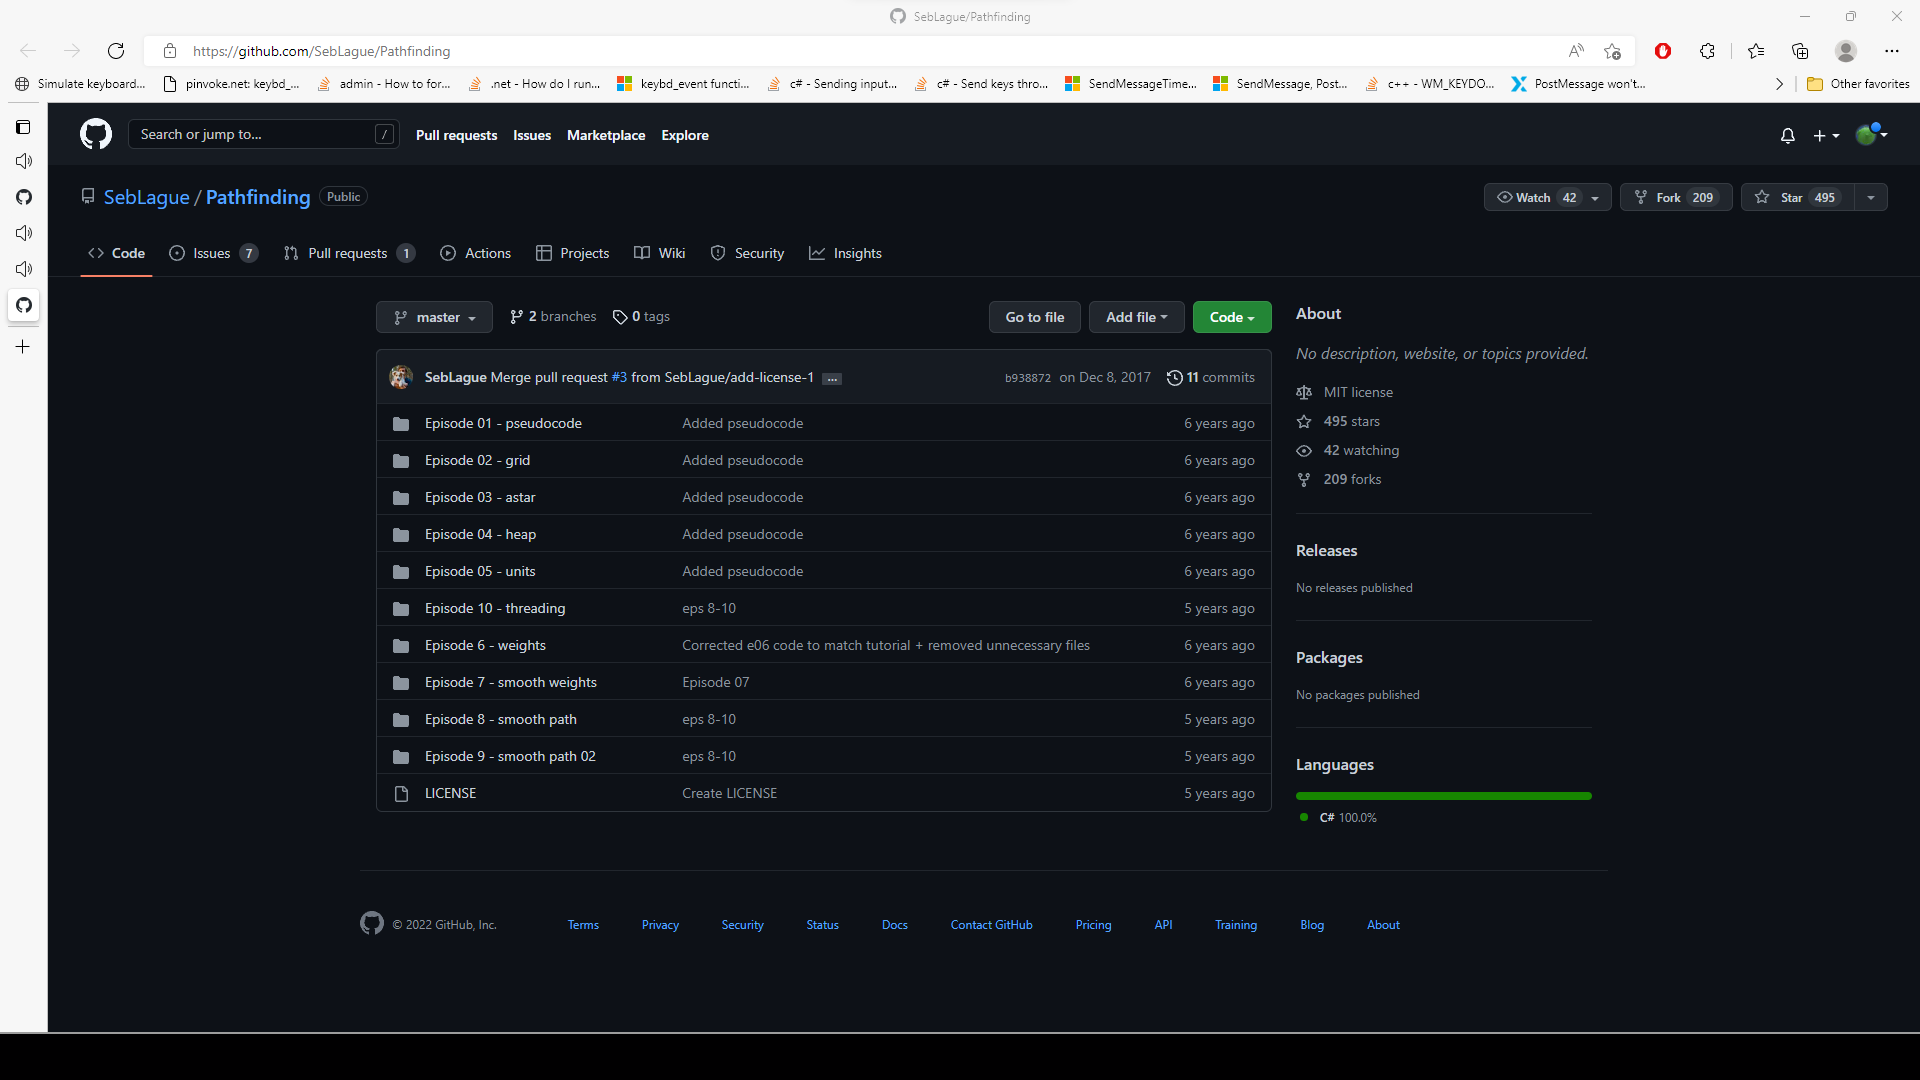 SebLague/Pathfinding
https://github.com/SebLague/Pathfinding
Simulate keyboard... pinvoke.net: keybd_... admin - How to for... .net - How do I run... keybd_event functi... c# - Sending input... c# - Send keys thro... SendMessageTime... SendMessage, Post... c++ - WM_KEYDO... PostMessage won't... Other favorites
Search or jump to... / Pull requests Issues Marketplace Explore
SebLague / Pathfinding Public Watch 42 Fork 209 Star 495
Code Issues 7 Pull requests 1 Actions Projects Wiki Security Insights
master 2 branches 0 tags Go to file Add file Code
SebLague Merge pull request #3 from SebLague/add-license-1 ... b938872 on Dec 8, 2017 11 commits
Episode 01 - pseudocode Added pseudocode 6 years ago
Episode 02 - grid Added pseudocode 6 years ago
Episode 03 - astar Added pseudocode 6 years ago
Episode 04 - heap Added pseudocode 6 years ago
Episode 05 - units Added pseudocode 6 years ago
Episode 10 - threading eps 8-10 5 years ago
Episode 6 - weights Corrected e06 code to match tutorial + removed unnecessary files 6 years ago
Episode 7 - smooth weights Episode 07 6 years ago
Episode 8 - smooth path eps 8-10 5 years ago
Episode 9 - smooth path 02 eps 8-10 5 years ago
LICENSE Create LICENSE 5 years ago
About
No description, website, or topics provided.
MIT license
495 stars
42 watching
209 forks
Releases
No releases published
Packages
No packages published
Languages
C# 100.0%
© 2022 GitHub, Inc. Terms Privacy Security Status Docs Contact GitHub Pricing API Training Blog About